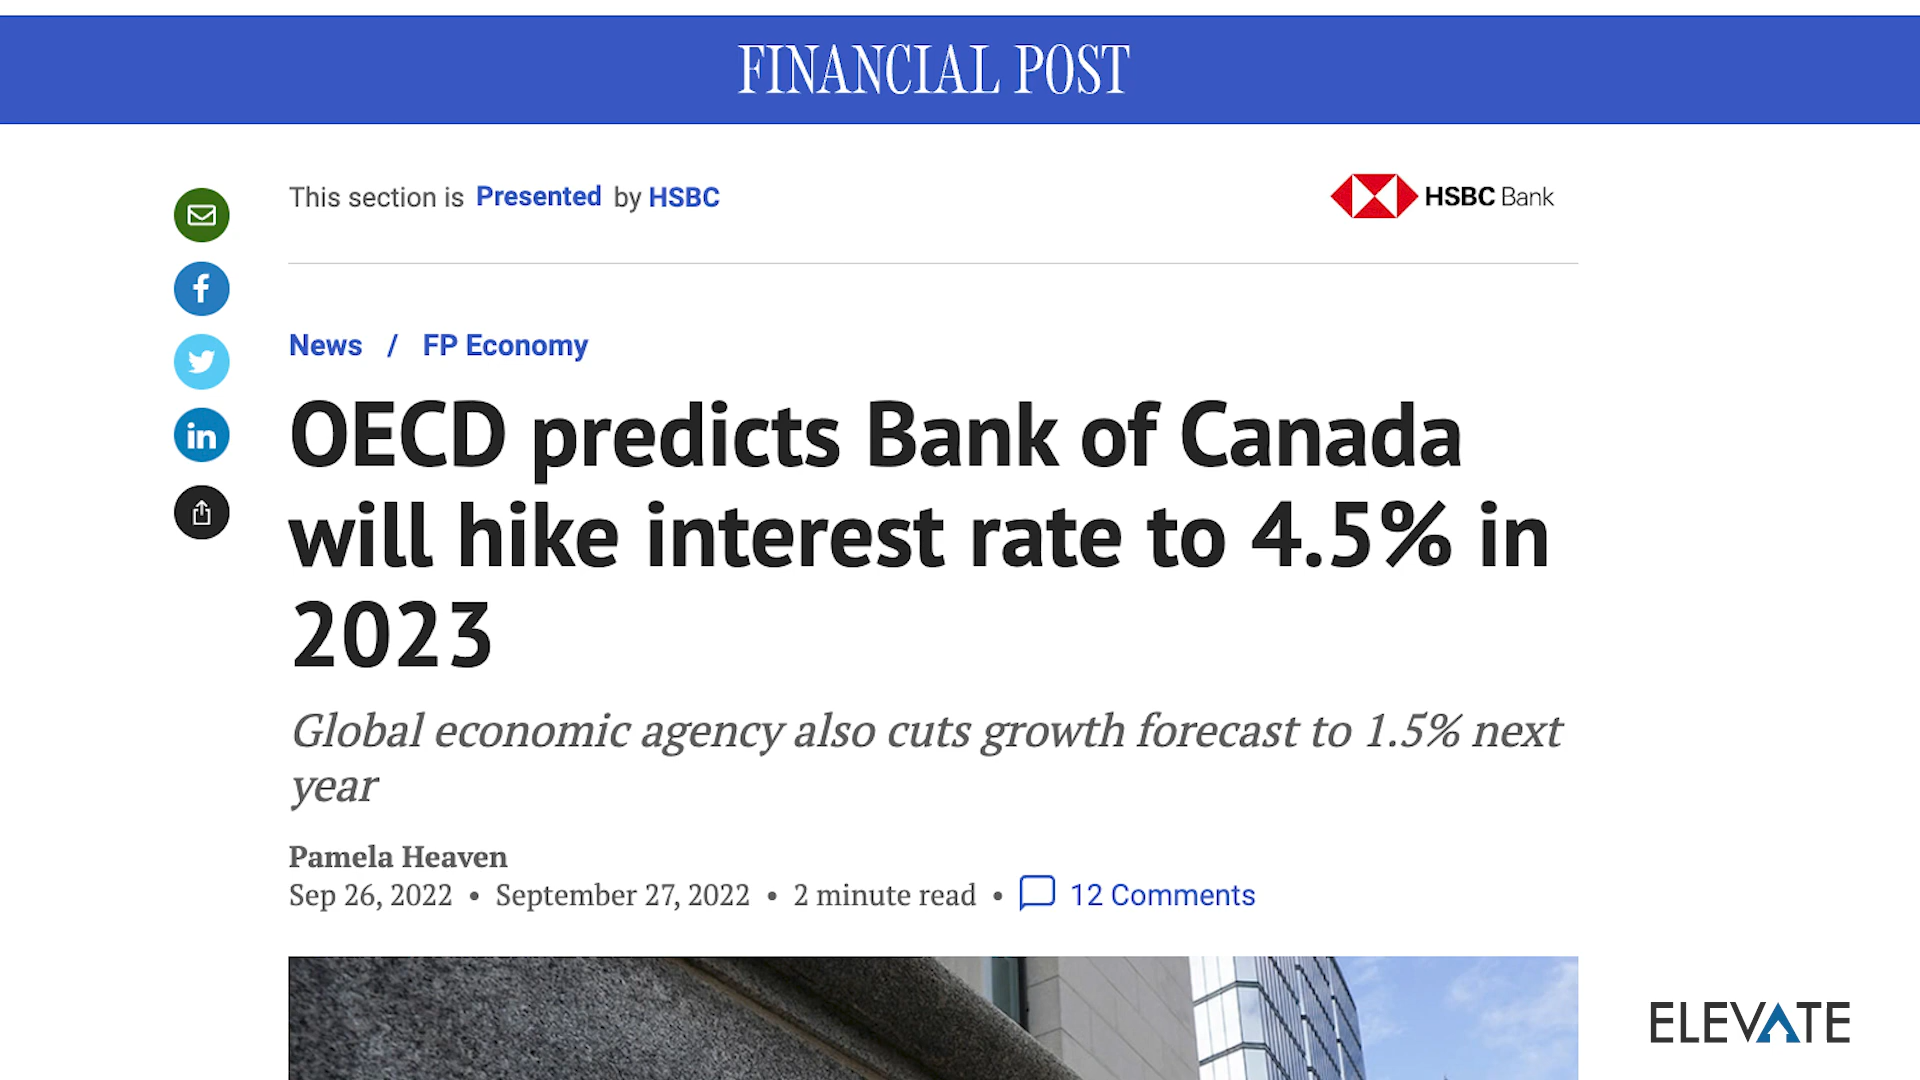 FINANCIAL POST
This section is Presented by HSBC
HSBC Bank
News / FP Economy
OECD predicts Bank of Canada
will hike interest rate to 4.5% in
2023
Global economic agency also cuts growth forecast to 1.5% next
year
Pamela Heaven
Sep 26, 2022 • September 27, 2022 • 2 minute read • 12 Comments
ELEVATE